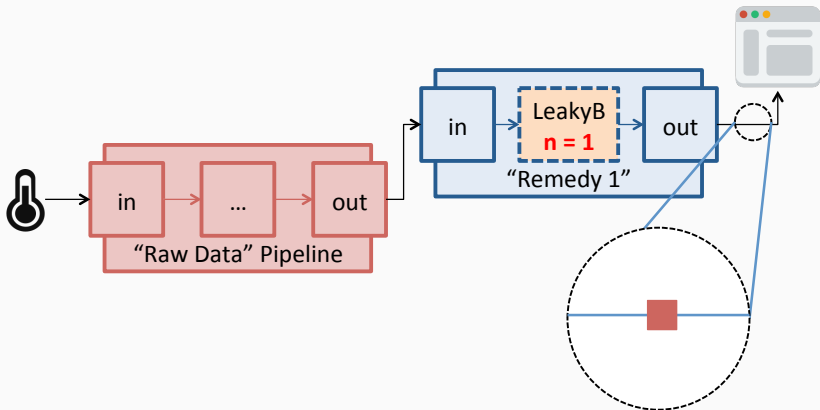 in
LeakyB
n = 1
out
“Remedy 1”
in
...
out
“Raw Data” Pipeline